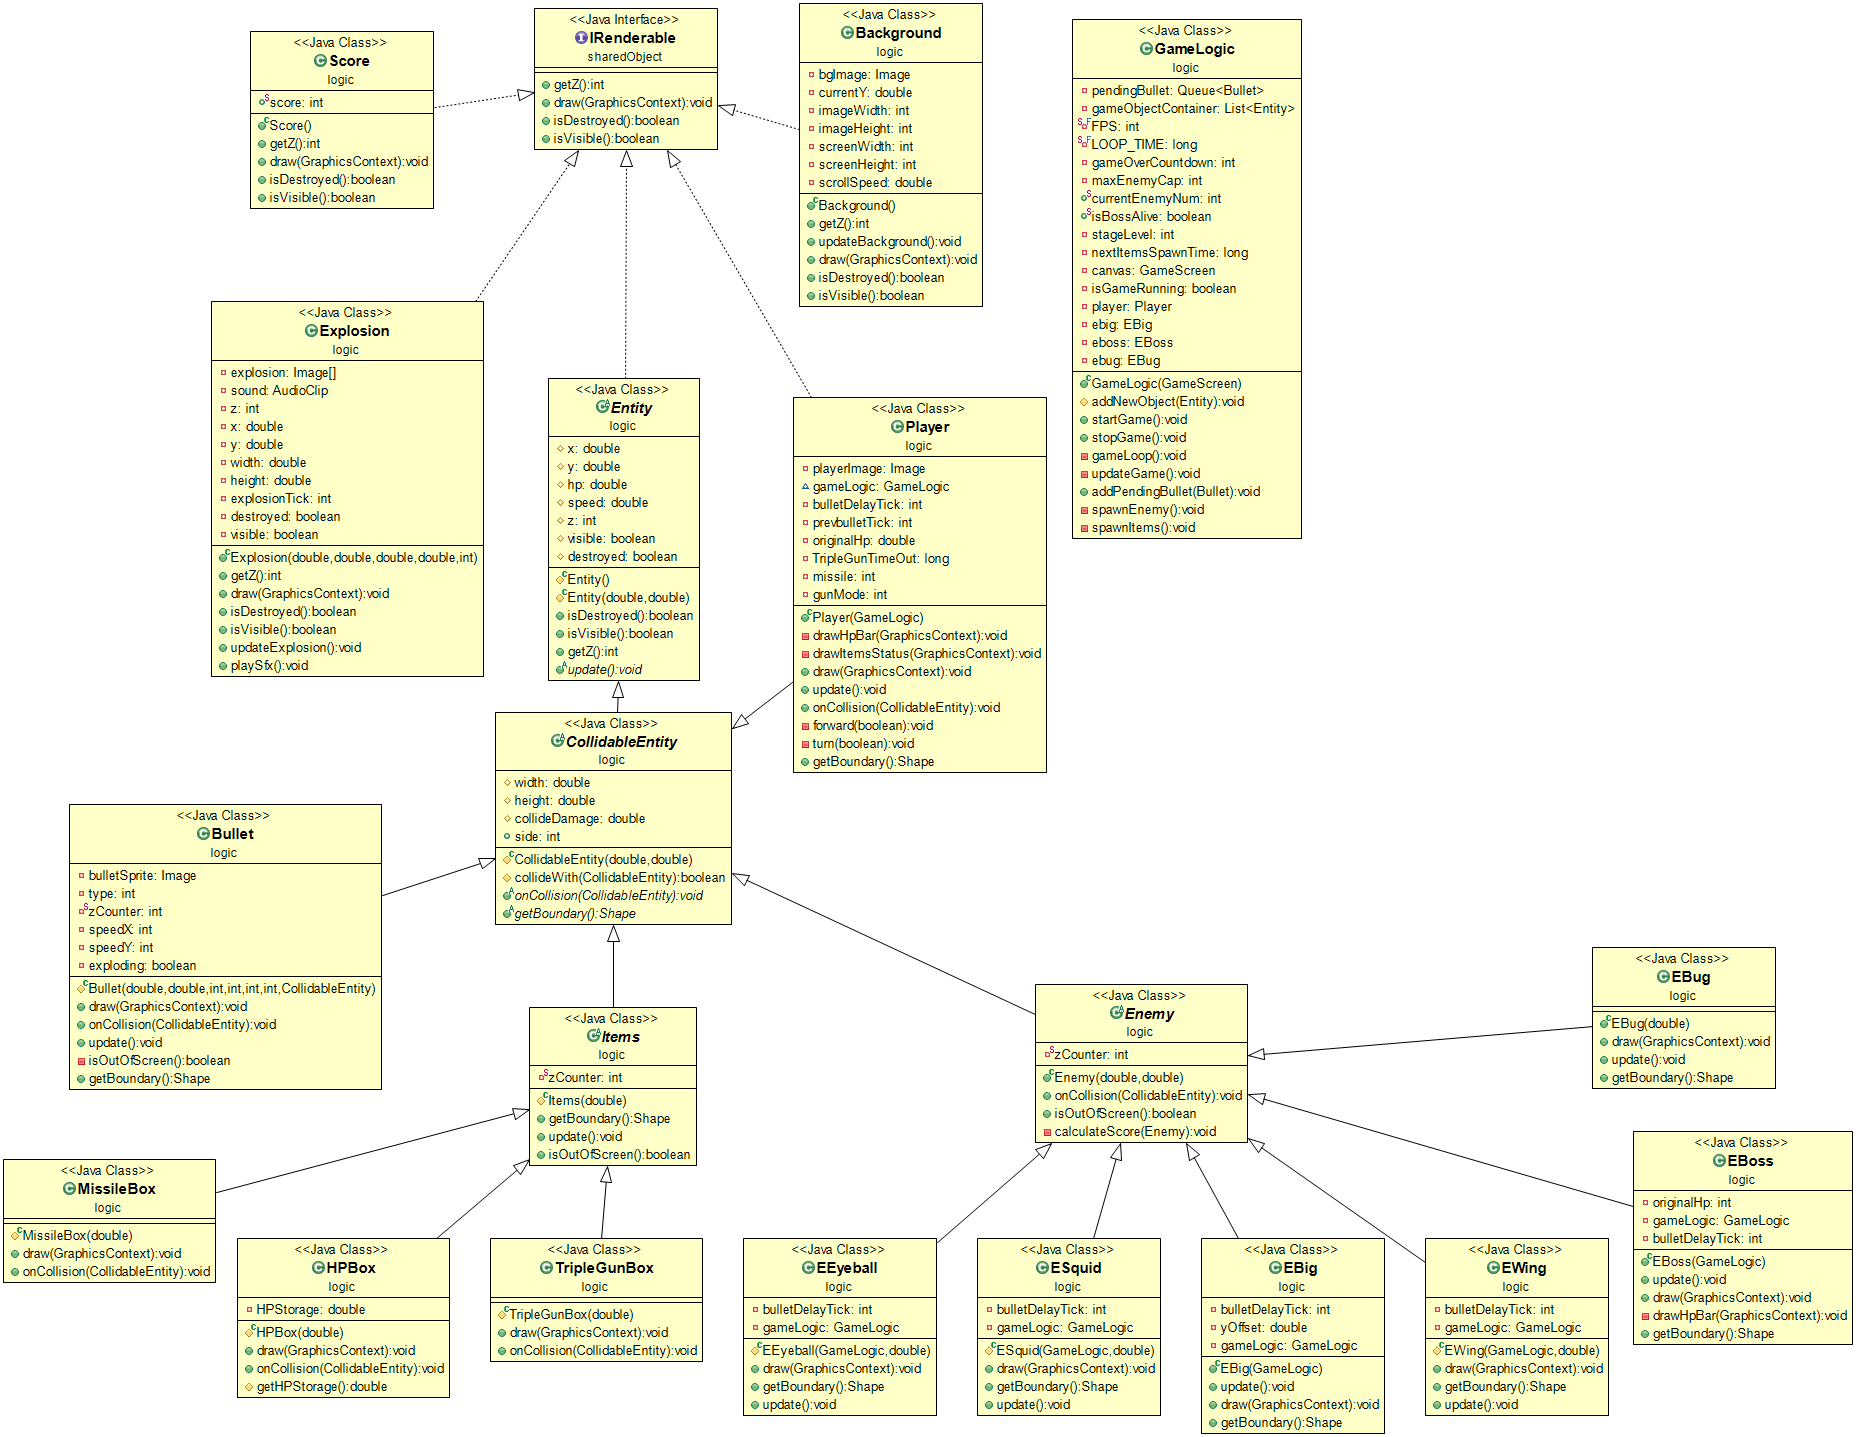 <<Java Class>>
Score
logic
score: int
Score()
getZ():int
draw(GraphicsContext):void
isDestroyed():boolean
isVisible():boolean
<<Java Interface>>
IRenderable
sharedObject
getZ():int
draw(GraphicsContext):void
isDestroyed():boolean
isVisible():boolean
<<Java Class>>
Background
logic
bgImage: Image
currentY: double
imageWidth: int
imageHeight: int
screenWidth: int
screenHeight: int
scrollSpeed: double
Background()
getZ():int
updateBackground():void
draw(GraphicsContext):void
isDestroyed():boolean
isVisible():boolean
<<Java Class>>
GameLogic
logic
pendingBullet: Queue<Bullet>
gameObjectContainer: List<Entity>
FPS: int
LOOP_TIME: long
gameOverCountdown: int
maxEnemyCap: int
currentEnemyNum: int
isBossAlive: boolean
stageLevel: int
nextItemsSpawnTime: long
canvas: GameScreen
isGameRunning: boolean
player: Player
ebig: EBig
eboss: EBoss
ebug: EBug
GameLogic(GameScreen)
addNewObject(Entity):void
startGame():void
stopGame():void
gameLoop():void
updateGame():void
addPendingBullet(Bullet):void
spawnEnemy():void
spawnItems():void
<<Java Class>>
Explosion
logic
explosion: Image[]
sound: AudioClip
z: int
x: double
y: double
width: double
height: double
explosionTick: int
destroyed: boolean
visible: boolean
Explosion(double,double,double,double,int)
getZ():int
draw(GraphicsContext):void
isDestroyed():boolean
isVisible():boolean
updateExplosion():void
playSfx():void
<<Java Class>>
Entity
logic
x: double
y: double
hp: double
speed: double
z: int
visible: boolean
destroyed: boolean
Entity()
Entity(double,double)
isDestroyed():boolean
isVisible():boolean
getZ():int
update():void
<<Java Class>>
Player
logic
playerImage: Image
gameLogic: GameLogic
bulletDelayTick: int
prevbulletTick: int
originalHp: double
TripleGunTimeOut: long
missile: int
gunMode: int
Player(GameLogic)
drawHpBar(GraphicsContext):void
drawItemsStatus(GraphicsContext):void
draw(GraphicsContext):void
update():void
onCollision(CollidableEntity):void
forward(boolean):void
turn(boolean):void
getBoundary():Shape
<<Java Class>>
CollidableEntity
logic
width: double
height: double
collideDamage: double
side: int
CollidableEntity(double,double)
collideWith(CollidableEntity):boolean
onCollision(CollidableEntity):void
getBoundary():Shape
<<Java Class>>
Bullet
logic
bulletSprite: Image
type: int
zCounter: int
speedX: int
speedY: int
exploding: boolean
Bullet(double,double,int,int,int,int,CollidableEntity)
draw(GraphicsContext):void
onCollision(CollidableEntity):void
update():void
isOutOfScreen():boolean
getBoundary():Shape
<<Java Class>>
Items
logic
zCounter: int
Items(double)
getBoundary():Shape
update():void
isOutOfScreen():boolean
<<Java Class>>
Enemy
logic
zCounter: int
Enemy(double,double)
onCollision(CollidableEntity):void
isOutOfScreen():boolean
calculateScore(Enemy):void
<<Java Class>>
EBug
logic
EBug(double)
draw(GraphicsContext):void
update():void
getBoundary():Shape
<<Java Class>>
EBoss
logic
originalHp: int
gameLogic: GameLogic
bulletDelayTick: int
EBoss(GameLogic)
update():void
draw(GraphicsContext):void
drawHpBar(GraphicsContext):void
getBoundary():Shape
<<Java Class>>
MissileBox
logic
MissileBox(double)
draw(GraphicsContext):void
onCollision(CollidableEntity):void
<<Java Class>>
HPBox
logic
HPStorage: double
HPBox(double)
draw(GraphicsContext):void
onCollision(CollidableEntity):void
getHPStorage():double
<<Java Class>>
TripleGunBox
logic
TripleGunBox(double)
draw(GraphicsContext):void
onCollision(CollidableEntity):void
<<Java Class>>
EEyeball
logic
bulletDelayTick: int
gameLogic: GameLogic
EEyeball(GameLogic,double)
draw(GraphicsContext):void
getBoundary():Shape
update():void
<<Java Class>>
ESquid
logic
bulletDelayTick: int
gameLogic: GameLogic
ESquid(GameLogic,double)
draw(GraphicsContext):void
getBoundary():Shape
update():void
<<Java Class>>
EBig
logic
bulletDelayTick: int
yOffset: double
gameLogic: GameLogic
EBig(GameLogic)
update():void
draw(GraphicsContext):void
getBoundary():Shape
<<Java Class>>
EWing
logic
bulletDelayTick: int
gameLogic: GameLogic
EWing(GameLogic,double)
draw(GraphicsContext):void
getBoundary():Shape
update():void